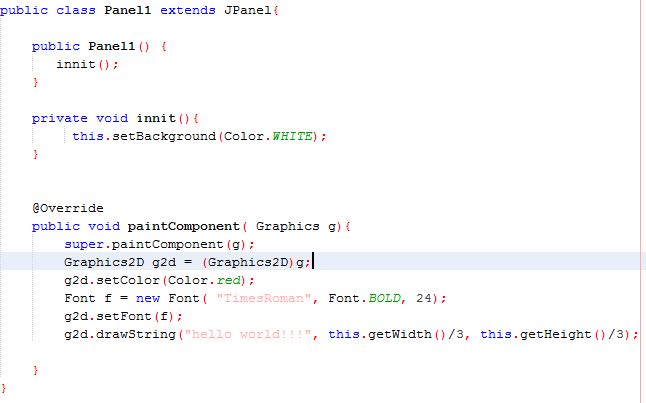 public class Panel1 extends JPanel{
public Panel1() {
innit();
}
private void innit(){
this.setBackground(Color.WHITE);
}
@Override
public void paintComponent( Graphics g){
super.paintComponent(g);
Graphics2D g2d = (Graphics2D)g;
g2d.setColor(Color.red);
Font f = new Font( "TimesRoman", Font.BOLD, 24);
g2d.setFont(f);
g2d.drawString("hello world!!!", this.getWidth()/3, this.getHeight()/3);
}
}